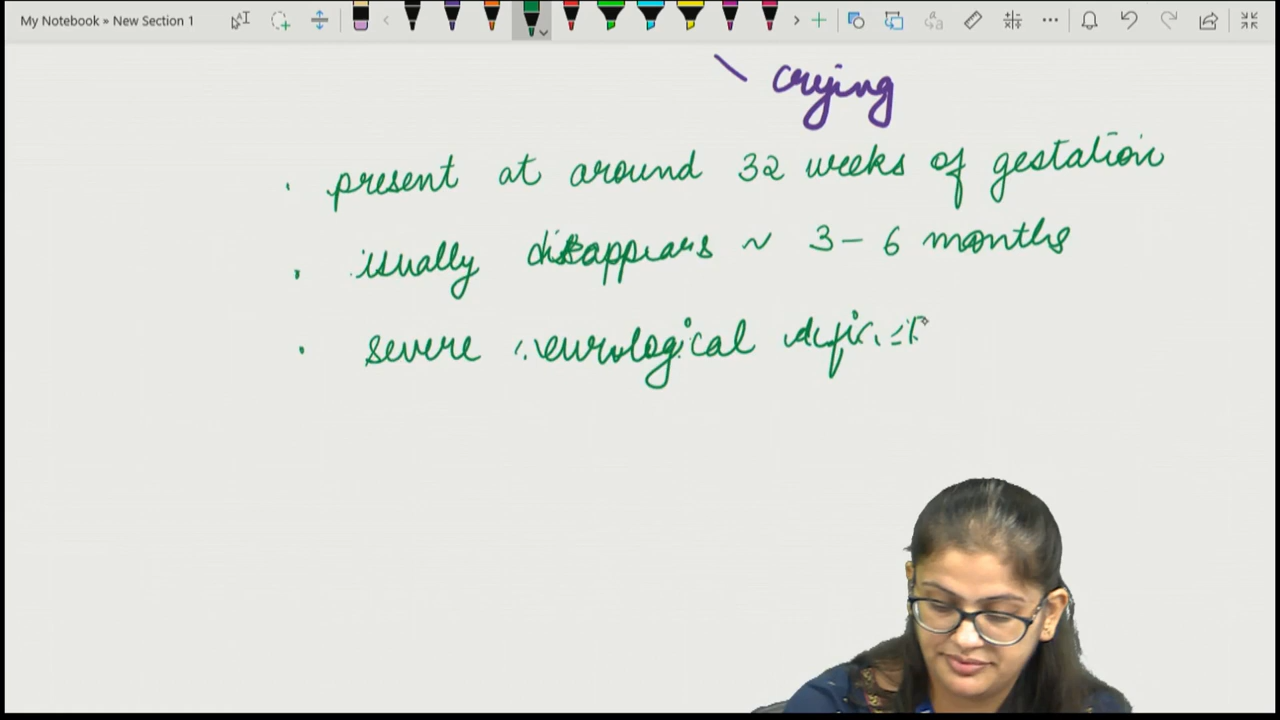 My Notebook » New Section 1
crying
. present at around 32 weeks of gestation
. usually disappears ~ 3 - 6 months
. severe neurological deficit